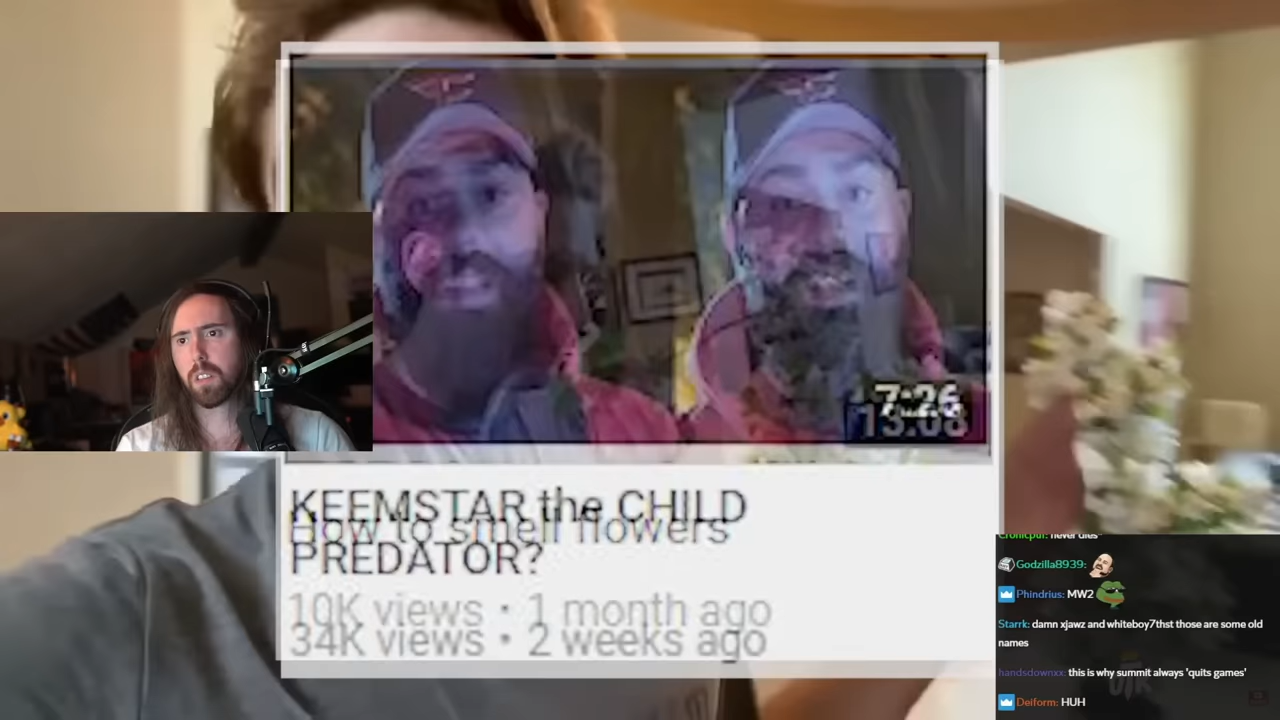 7:26
13:08
KEEMSTAR the CHILD
How to smell flowers
PREDATOR?
10K views • 1 month ago
34K views • 2 weeks ago
Cronicpuf: never dies*
Godzilla8939:
Phindrius: MW2
Starrk: damn xjawz and whiteboy7thst those are some old
names
handsdownxx: this is why summit always 'quits games'
Deiform: HUH